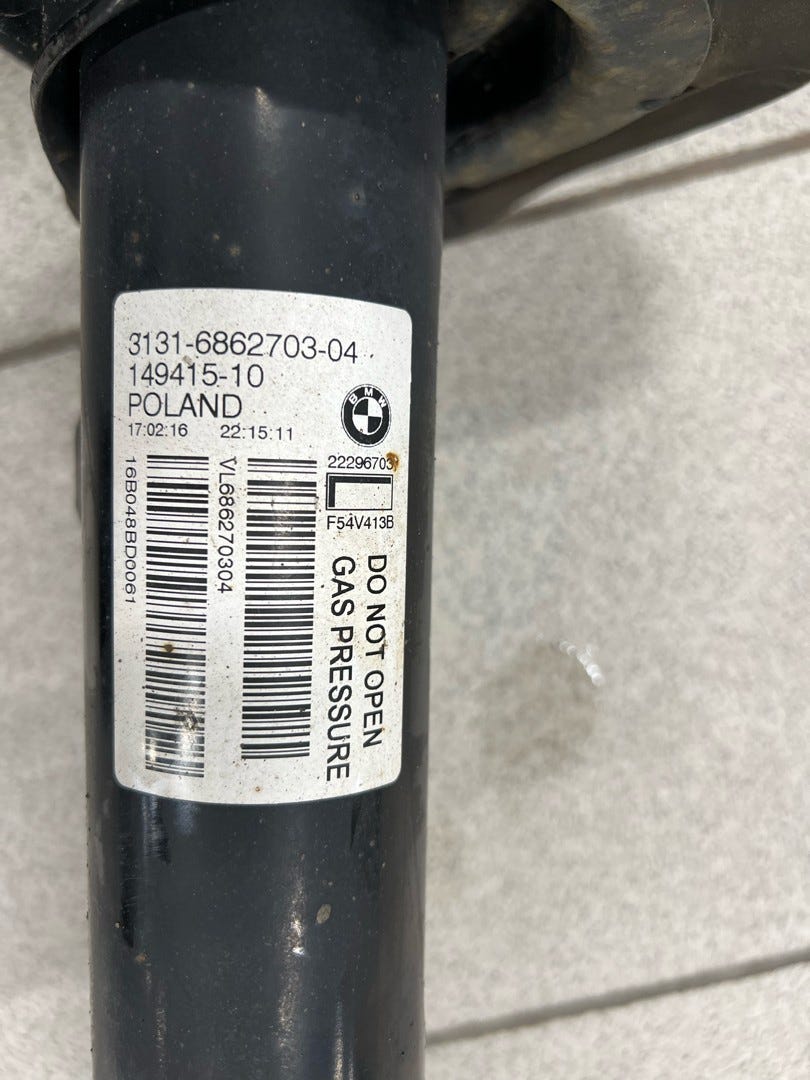 3131-6862703-04
149415-10
POLAND
17:02:16 22:15:11
BMW
22296703
L
F54V413B
16B048BD0061
VL686270304
DO NOT OPEN
GAS PRESSURE